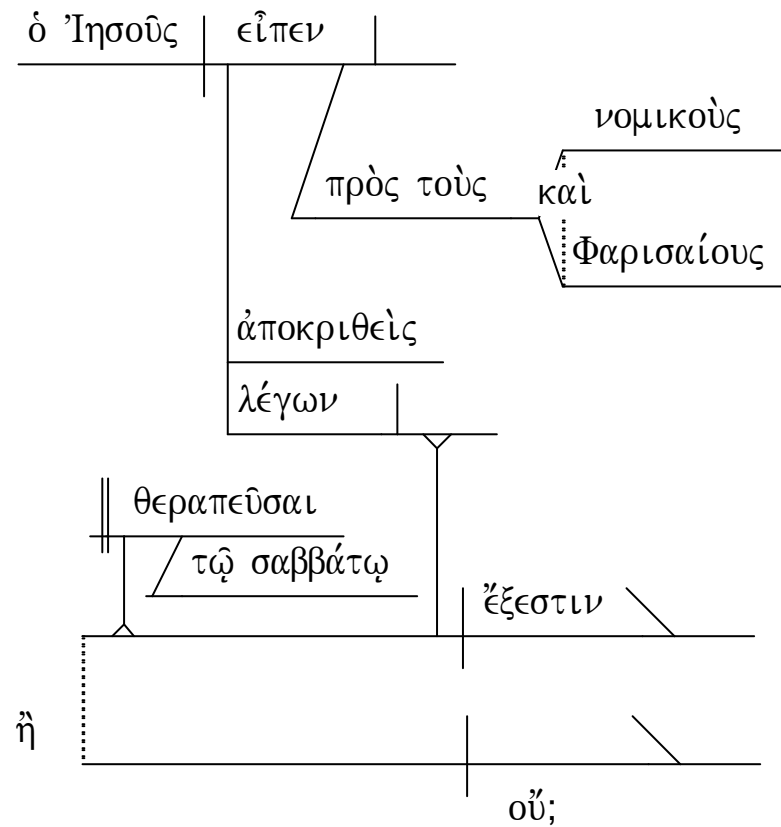 ὁ Ἰησοῦς εἶπεν
νομικοὺς
πρὸς τοὺς καὶ
Φαρισαίους
ἀποκριθεὶς
λέγων
θεραπεῦσαι
τῷ σαββάτῳ
ἔξεστιν
ἢ
οὔ;